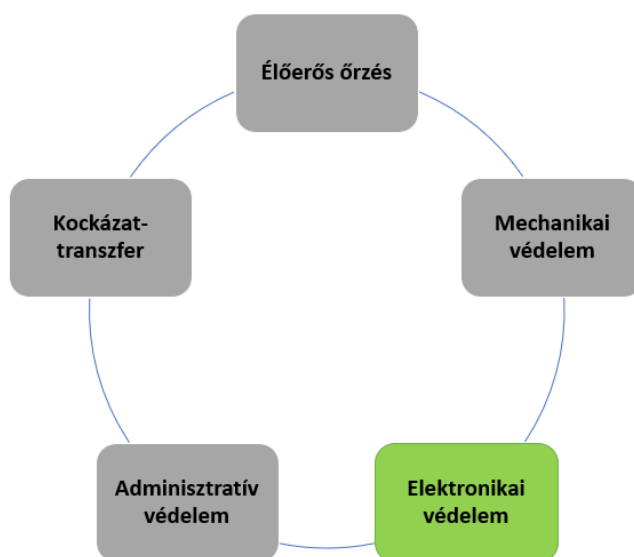 Élőerős őrzés
Mechanikai
védelem
Elektronikai
védelem
Adminisztratív
védelem
Kockázat-
transzfer